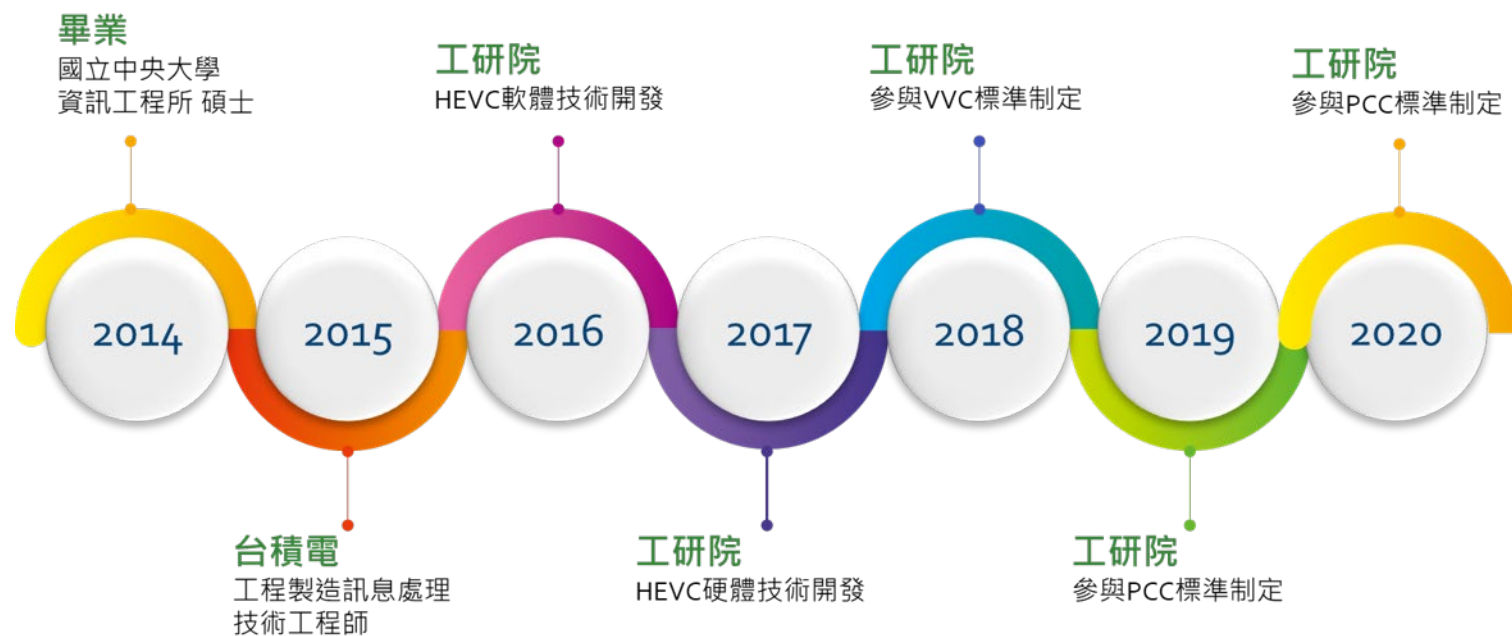 畢業
國立中央大學
資訊工程所 碩士
工研院
HEVC軟體技術開發
工研院
參與VVC標準制定
工研院
參與PCC標準制定
2014
2015
2016
2017
2018
2019
2020
台積電
工程製造訊息處理
技術工程師
工研院
HEVC硬體技術開發
工研院
參與PCC標準制定